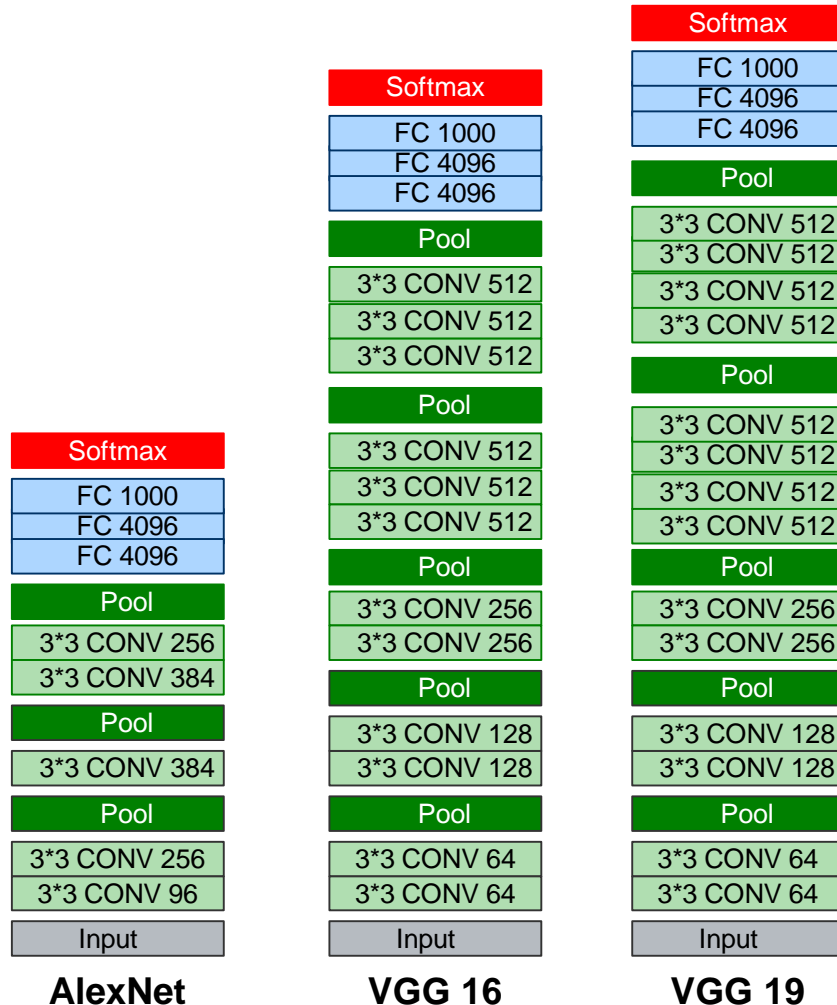 Softmax
FC 1000
FC 4096
FC 4096
Pool
3*3 CONV 256
3*3 CONV 384
Pool
3*3 CONV 384
Pool
3*3 CONV 256
3*3 CONV 96
Input
AlexNet
Softmax
FC 1000
FC 4096
FC 4096
Pool
3*3 CONV 512
3*3 CONV 512
3*3 CONV 512
Pool
3*3 CONV 512
3*3 CONV 512
3*3 CONV 512
Pool
3*3 CONV 256
3*3 CONV 256
Pool
3*3 CONV 128
3*3 CONV 128
Pool
3*3 CONV 64
3*3 CONV 64
Input
VGG 16
Softmax
FC 1000
FC 4096
FC 4096
Pool
3*3 CONV 512
3*3 CONV 512
3*3 CONV 512
3*3 CONV 512
Pool
3*3 CONV 512
3*3 CONV 512
3*3 CONV 512
3*3 CONV 512
Pool
3*3 CONV 256
3*3 CONV 256
Pool
3*3 CONV 128
3*3 CONV 128
Pool
3*3 CONV 64
3*3 CONV 64
Input
VGG 19